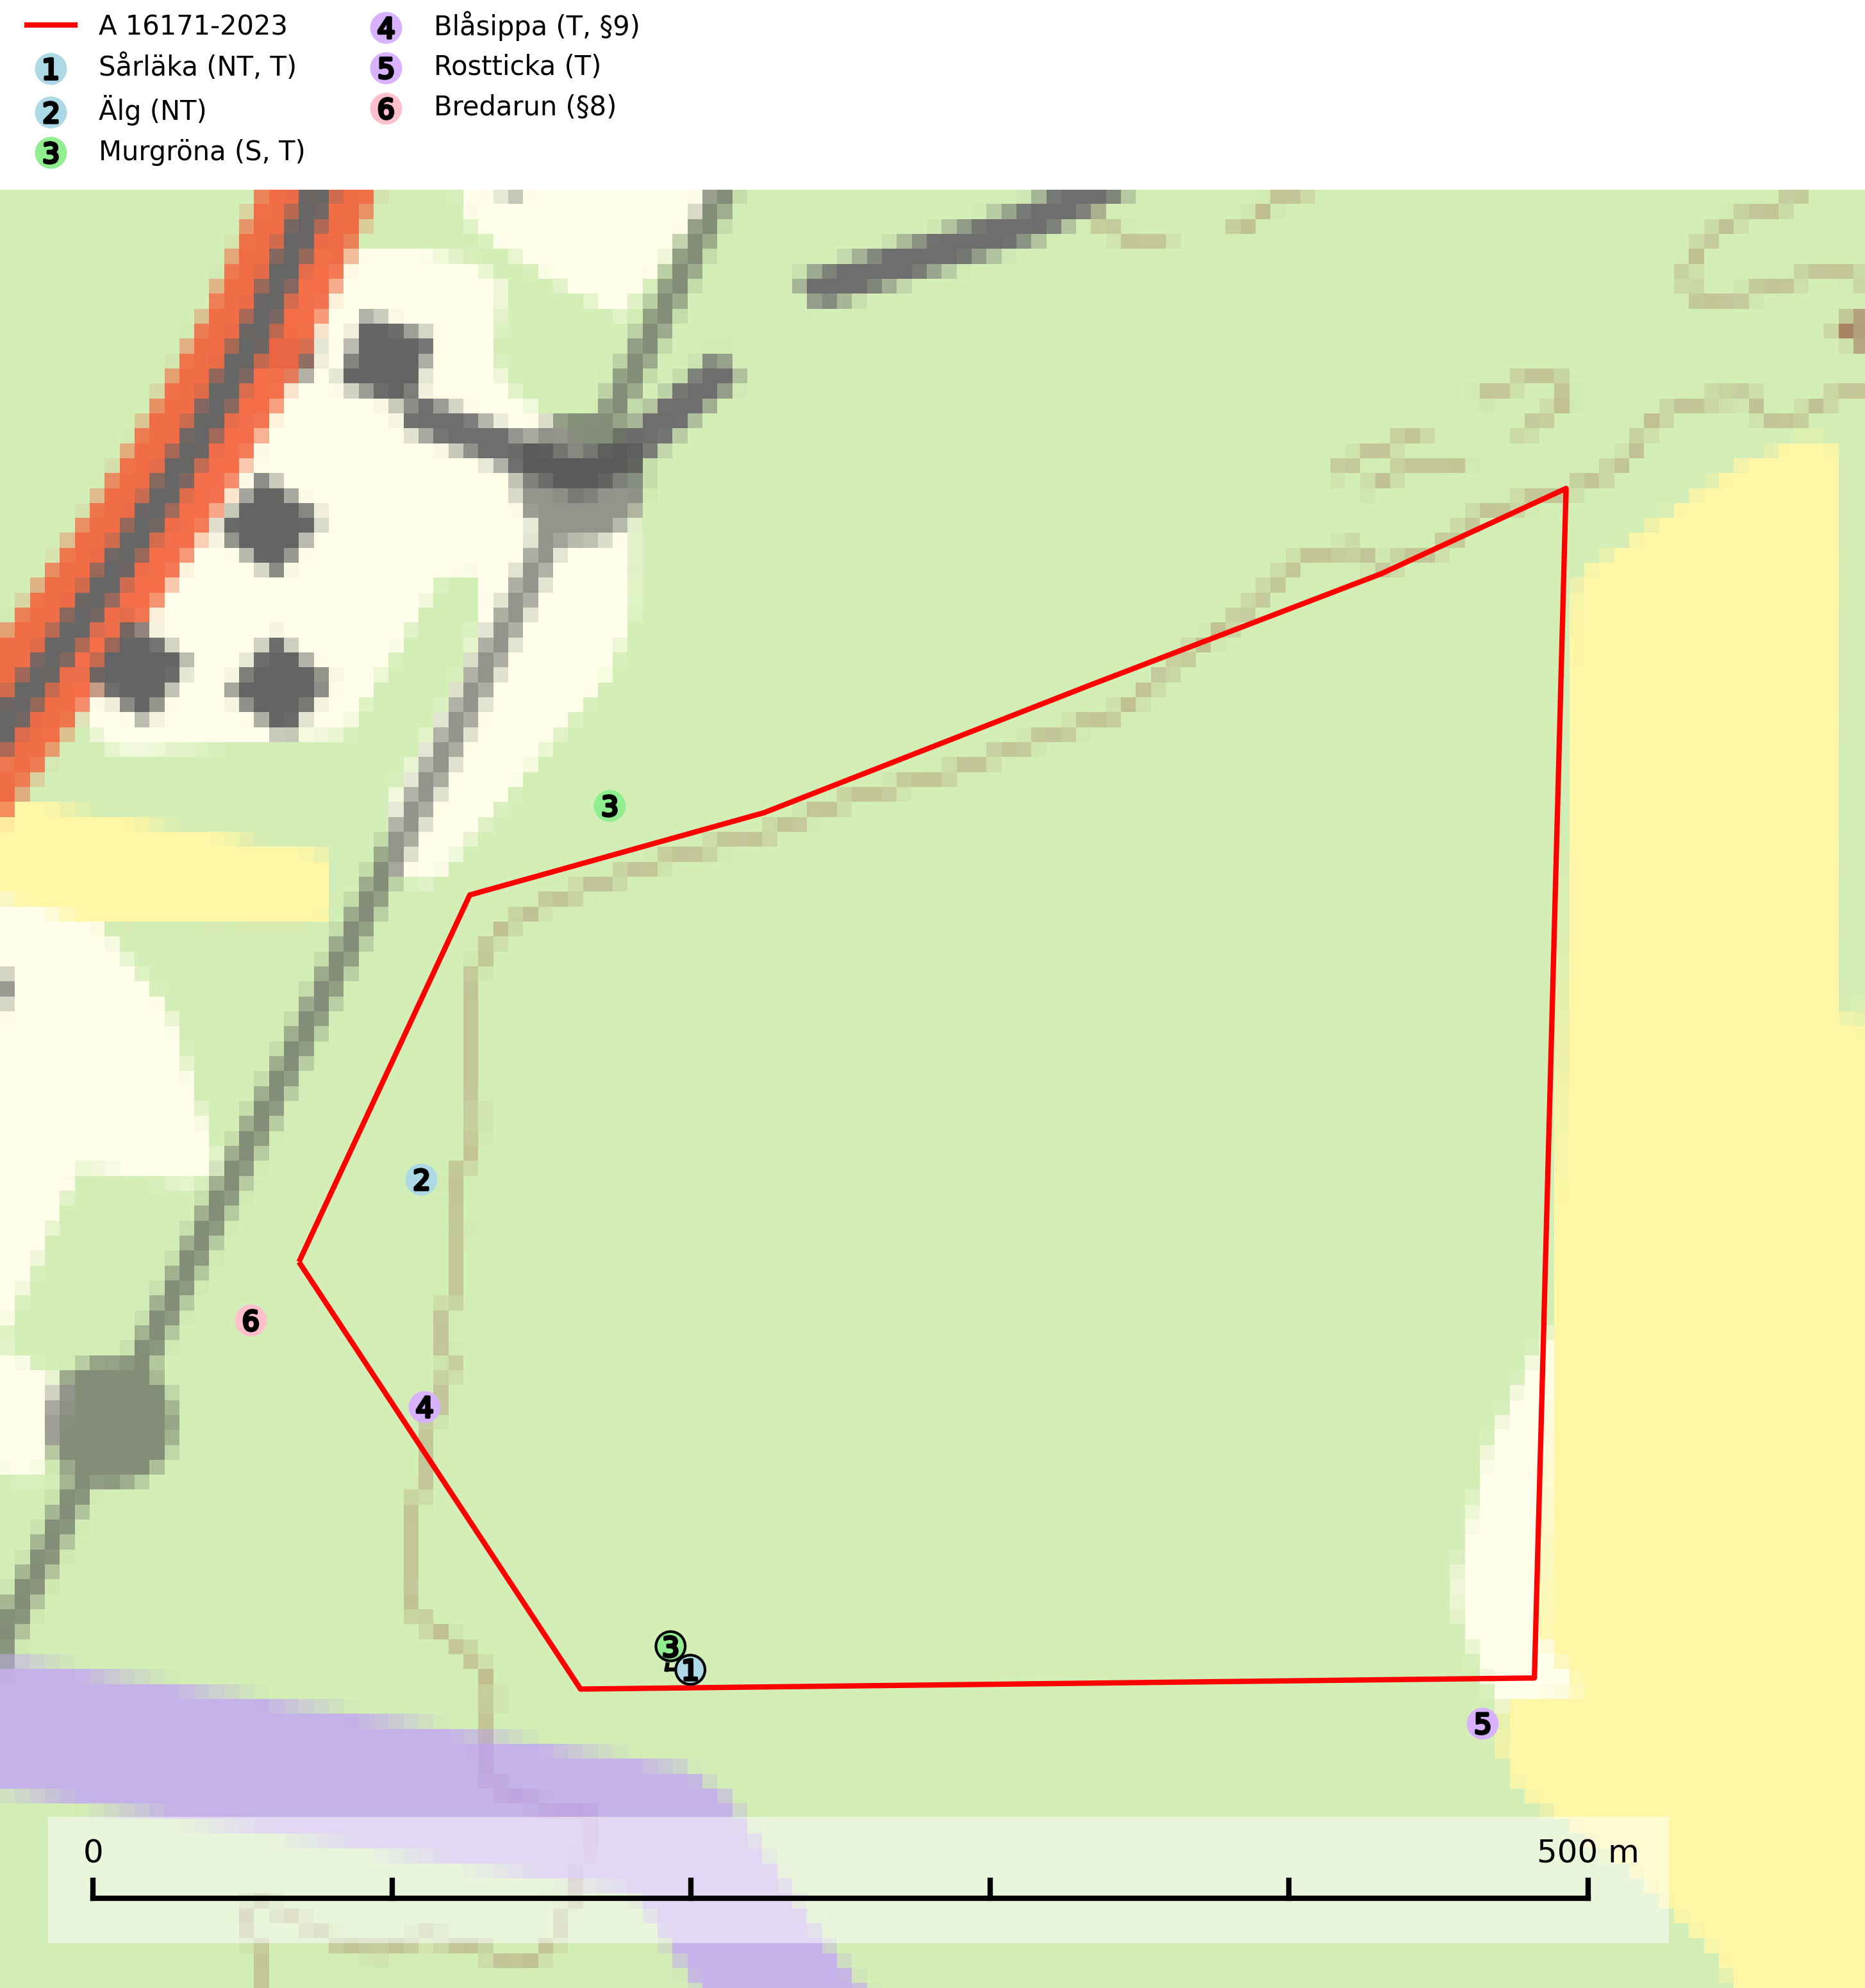 A 16171-2023
1 Sårläka (NT, T)
2 Älg (NT)
3 Murgröna (S, T)
4 Blåsippa (T, §9)
5 Rostticka (T)
6 Bredarun (§8)
3
2
6
4
3
1
5
0 500 m